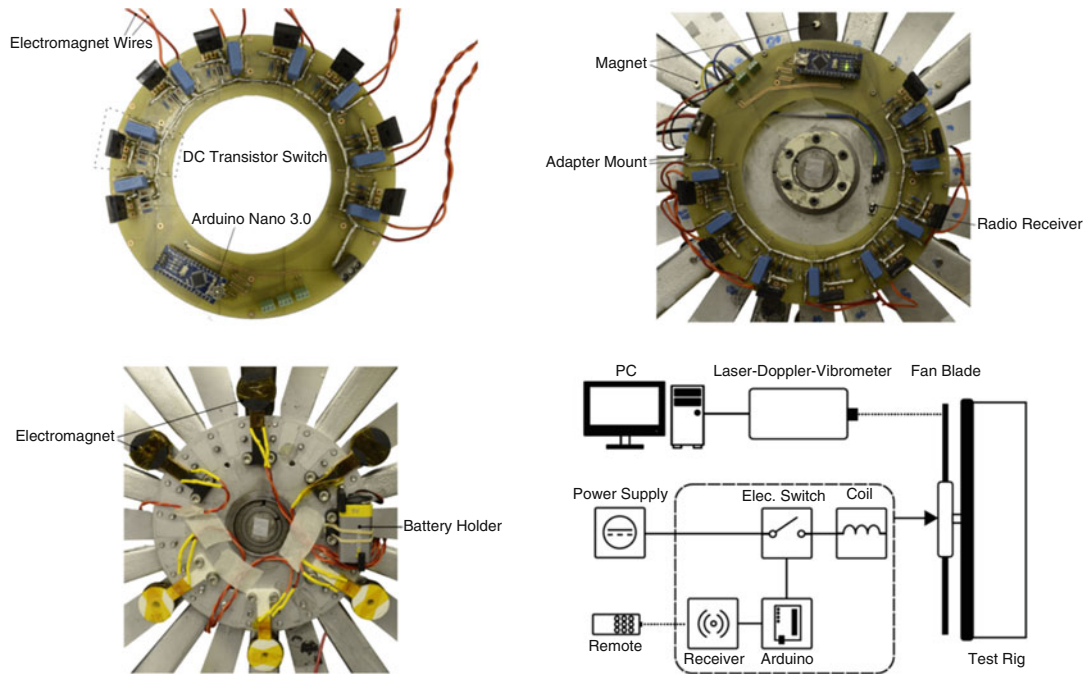 Electromagnet Wires
DC Transistor Switch
Arduino Nano 3.0
Magnet
Adapter Mount
Radio Receiver
Electromagnet
Battery Holder
PC
Laser-Doppler-Vibrometer
Fan Blade
Power Supply
Elec. Switch
Coil
Remote
Receiver
Arduino
Test Rig